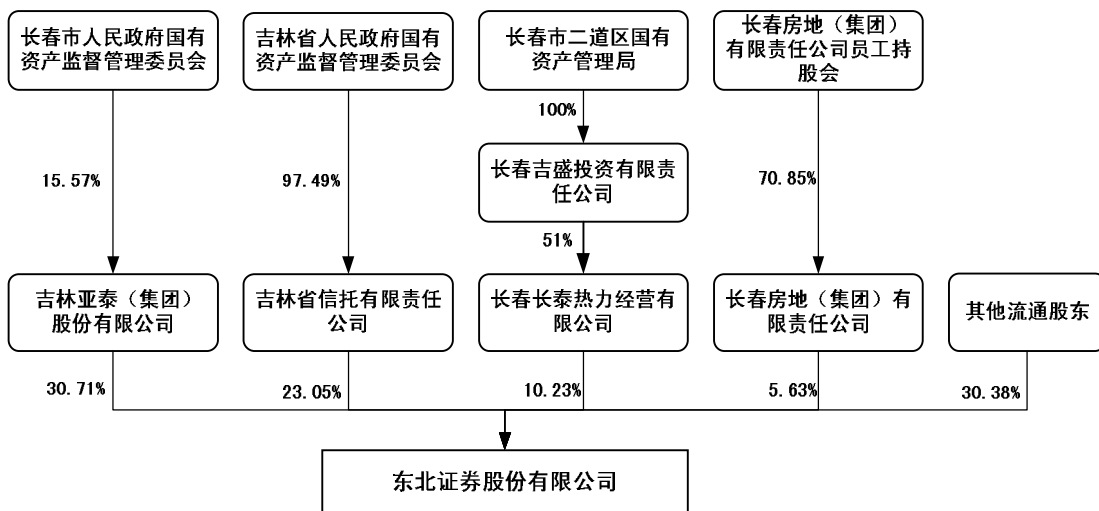 长春市人民政府国有
资产监督管理委员会
吉林省人民政府国有
资产监督管理委员会
长春市二道区国有
资产管理局
长春房地（集团）
有限责任公司员工持
股会
100%
15.57%
97.49%
长春吉盛投资有限责
任公司
70.85%
51%
吉林亚泰（集团）
股份有限公司
吉林省信托有限责任
公司
长春长泰热力经营有
限公司
长春房地（集团）有
限责任公司
其他流通股东
30.71%
23.05%
10.23%
5.63%
30.38%
东北证券股份有限公司